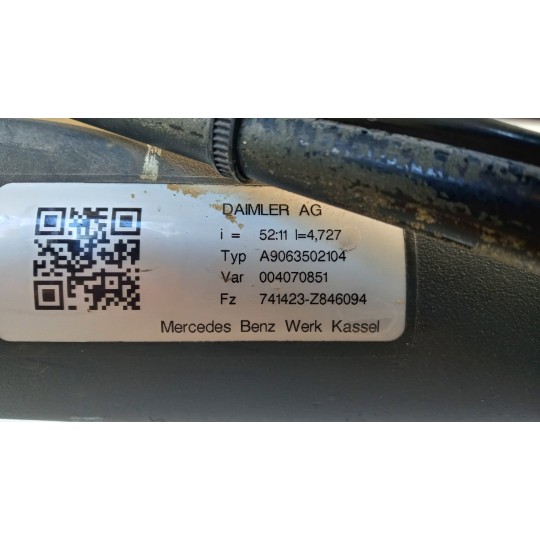 DAIMLER AG
i = 52:11 I=4,727
Typ A9063502104
Var 004070851
Fz 741423-Z846094
Mercedes Benz Werk Kassel